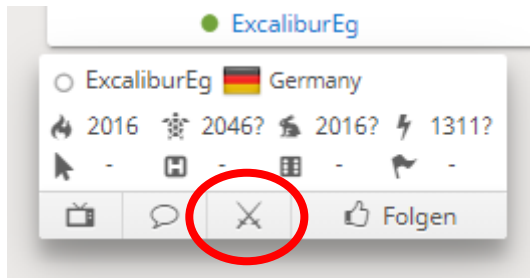 ExcaliburEg
ExcaliburEg Germany
2016 2046? 2016? 1311?
- - - -
Folgen